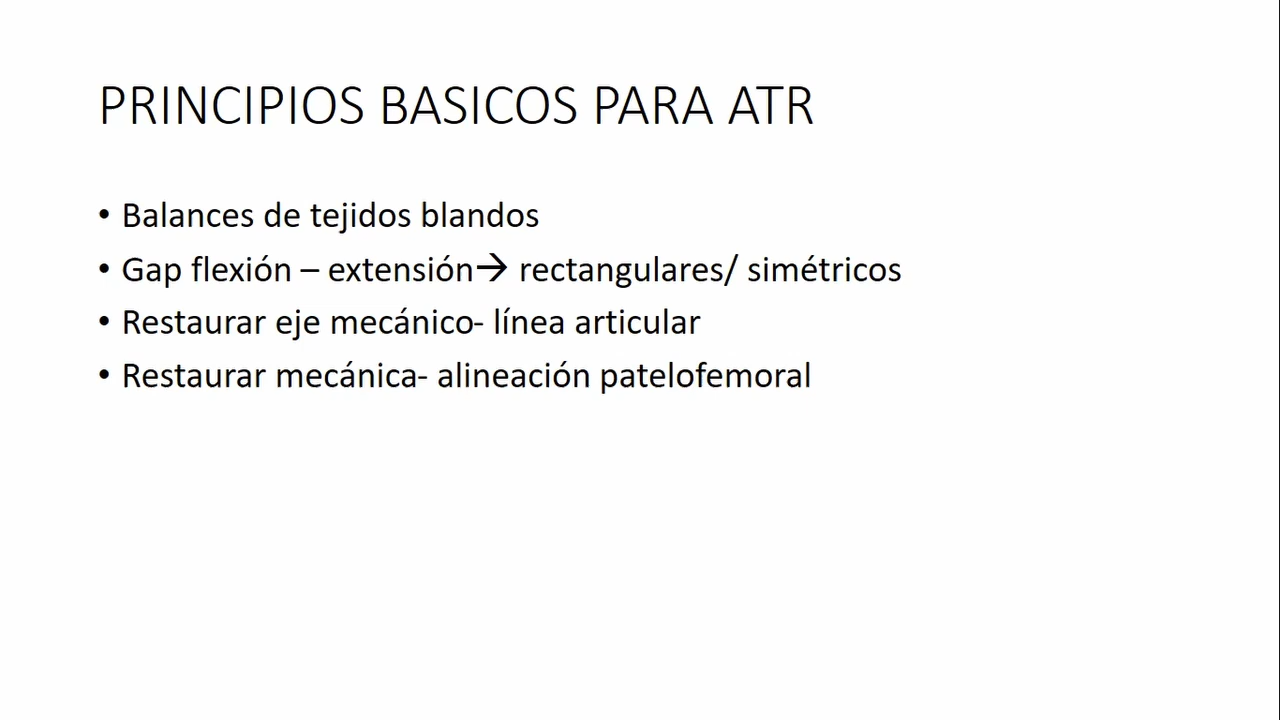 PRINCIPIOS BASICOS PARA ATR
• Balances de tejidos blandos
• Gap flexión – extensión→ rectangulares/ simétricos
• Restaurar eje mecánico- línea articular
• Restaurar mecánica- alineación patelofemoral